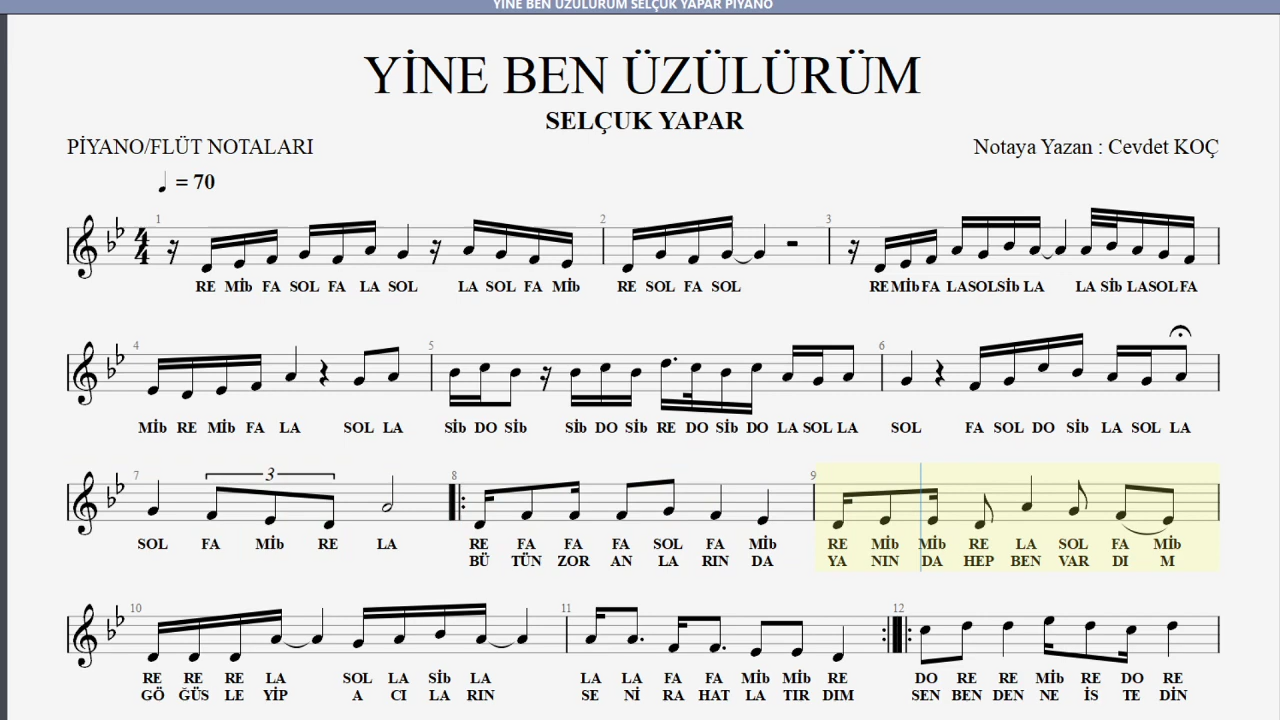 YİNE BEN ÜZÜLÜRÜM SELÇUK YAPAR PİYANO
YİNE BEN ÜZÜLÜRÜM
SELÇUK YAPAR
PİYANO/FLÜT NOTALARI
Notaya Yazan : Cevdet KOÇ
= 70
1 2 3
4 4
RE Mİb FA SOL FA LA SOL LA SOL FA Mİb RE SOL FA SOL RE Mİb FA LA SOL Sİb LA LA Sİb LA SOL FA
4 5 6
Mİb RE Mİb FA LA SOL LA Sİb DO Sİb Sİb DO Sİb RE DO Sİb DO LA SOL LA SOL FA SOL DO Sİb LA SOL LA
7 3 8 9
SOL FA Mİb RE LA RE FA FA FA SOL FA Mİb RE Mİb Mİb RE LA SOL FA Mİb
BÜ TÜN ZOR AN LA RIN DA YA NIN DA HEP BEN VAR DI M
10 11 12
RE RE RE LA SOL LA Sİb LA LA LA FA FA Mİb Mİb RE DO RE RE Mİb RE DO RE
GÖ ĞÜS LE YİP A CI LA RIN SE Nİ RA HAT LA TIR DIM SEN BEN DEN NE İS TE DİN